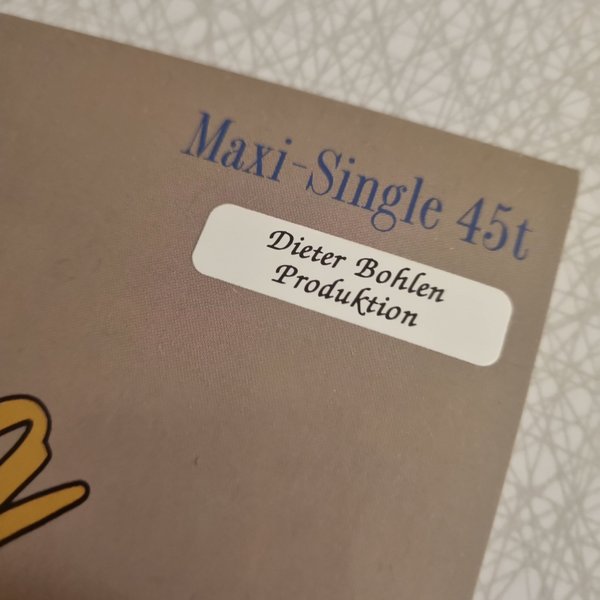 Maxi-Single 45t
Dieter Bohlen
Produktion